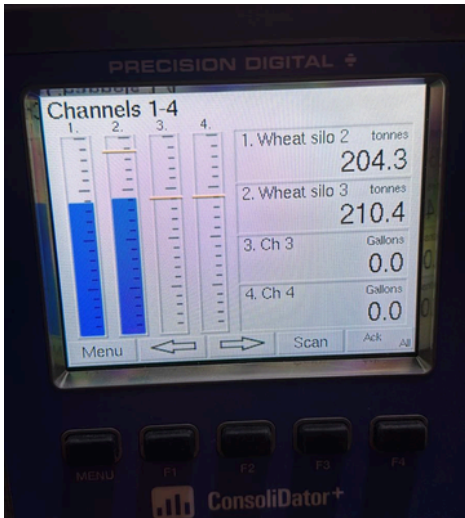 PRECISION DIGITAL
Channels 1-4
1. 2. 3. 4.
1. Wheat silo 2 tonnes
204.3
2. Wheat silo 3 tonnes
210.4
3. Ch 3 Gallons
0.0
4. Ch 4 Gallons
0.0
Menu Scan Ack All
MENU F1 F2 F3 F4
ConsoliDator+